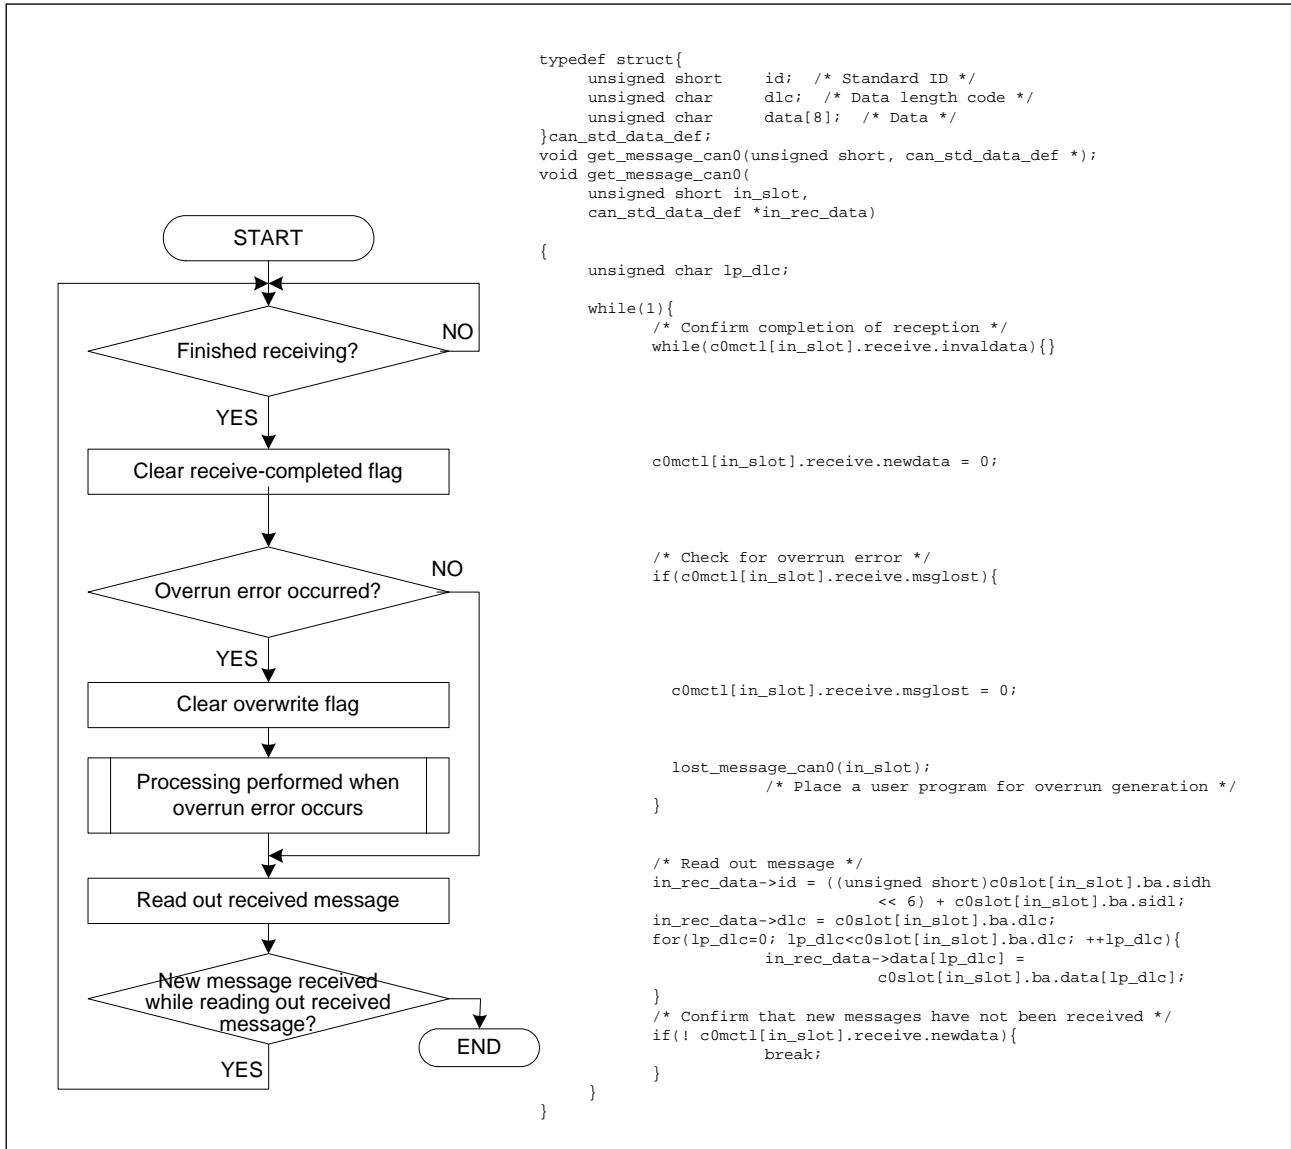 START
Finished receiving?
NO
YES
Clear receive-completed flag
Overrun error occurred?
NO
YES
Clear overwrite flag
Processing performed when
overrun error occurs
Read out received message
New message received
while reading out received
message?
YES
END
typedef struct{
unsigned short id; /* Standard ID */
unsigned char dlc; /* Data length code */
unsigned char data[8]; /* Data */
}can_std_data_def;
void get_message_can0(unsigned short, can_std_data_def *);
void get_message_can0(
unsigned short in_slot,
can_std_data_def *in_rec_data)
{
unsigned char lp_dlc;
while(1){
/* Confirm completion of reception */
while(c0mctl[in_slot].receive.invaldata){}
c0mctl[in_slot].receive.newdata = 0;
/* Check for overrun error */
if(c0mctl[in_slot].receive.msglost){
c0mctl[in_slot].receive.msglost = 0;
lost_message_can0(in_slot);
/* Place a user program for overrun generation */
}
/* Read out message */
in_rec_data->id = ((unsigned short)c0slot[in_slot].ba.sidh
<< 6) + c0slot[in_slot].ba.sidl;
in_rec_data->dlc = c0slot[in_slot].ba.dlc;
for(lp_dlc=0; lp_dlc<c0slot[in_slot].ba.dlc; ++lp_dlc){
in_rec_data->data[lp_dlc] =
c0slot[in_slot].ba.data[lp_dlc];
}
/* Confirm that new messages have not been received */
if(! c0mctl[in_slot].receive.newdata){
break;
}
}
}